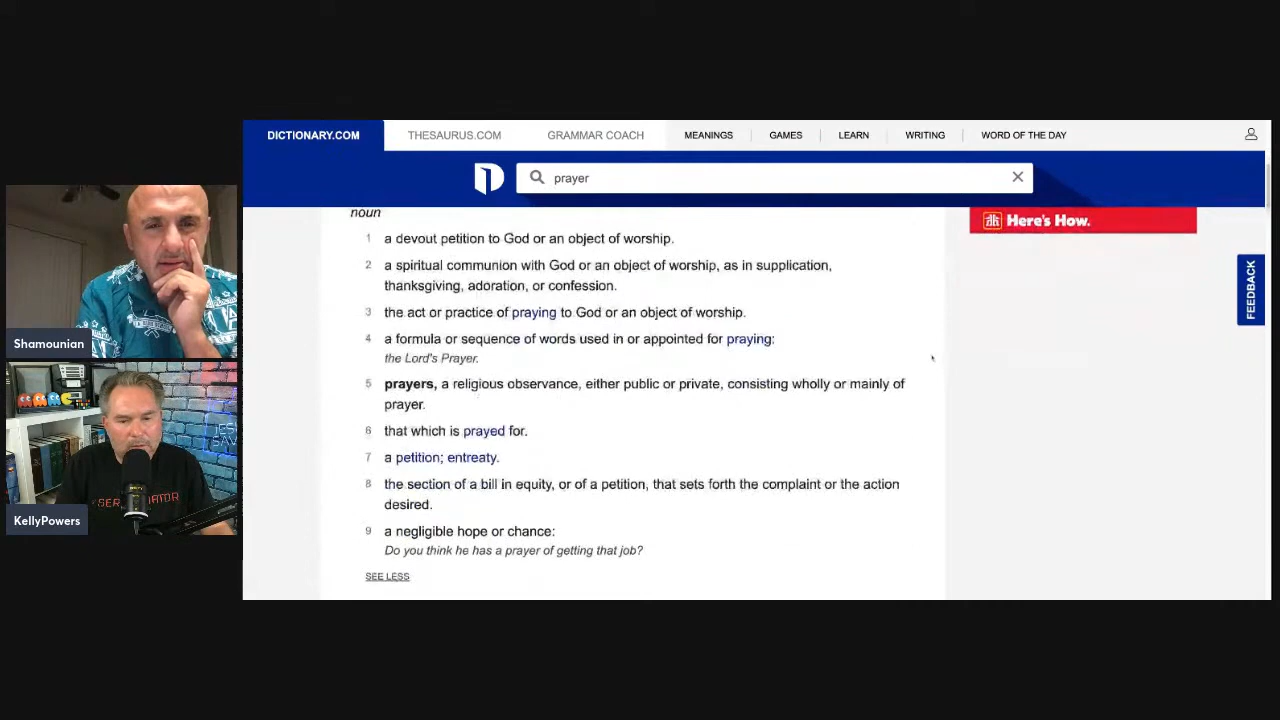 DICTIONARY.COM THESAURUS.COM GRAMMAR COACH MEANINGS GAMES LEARN WRITING WORD OF THE DAY
prayer
noun
Here's How.
1 a devout petition to God or an object of worship.
2 a spiritual communion with God or an object of worship, as in supplication,
thanksgiving, adoration, or confession.
3 the act or practice of praying to God or an object of worship.
4 a formula or sequence of words used in or appointed for praying:
the Lord's Prayer.
5 prayers, a religious observance, either public or private, consisting wholly or mainly of
prayer.
6 that which is prayed for.
7 a petition; entreaty.
8 the section of a bill in equity, or of a petition, that sets forth the complaint or the action
desired.
9 a negligible hope or chance:
Do you think he has a prayer of getting that job?
SEE LESS
FEEDBACK
Shamounian
KellyPowers